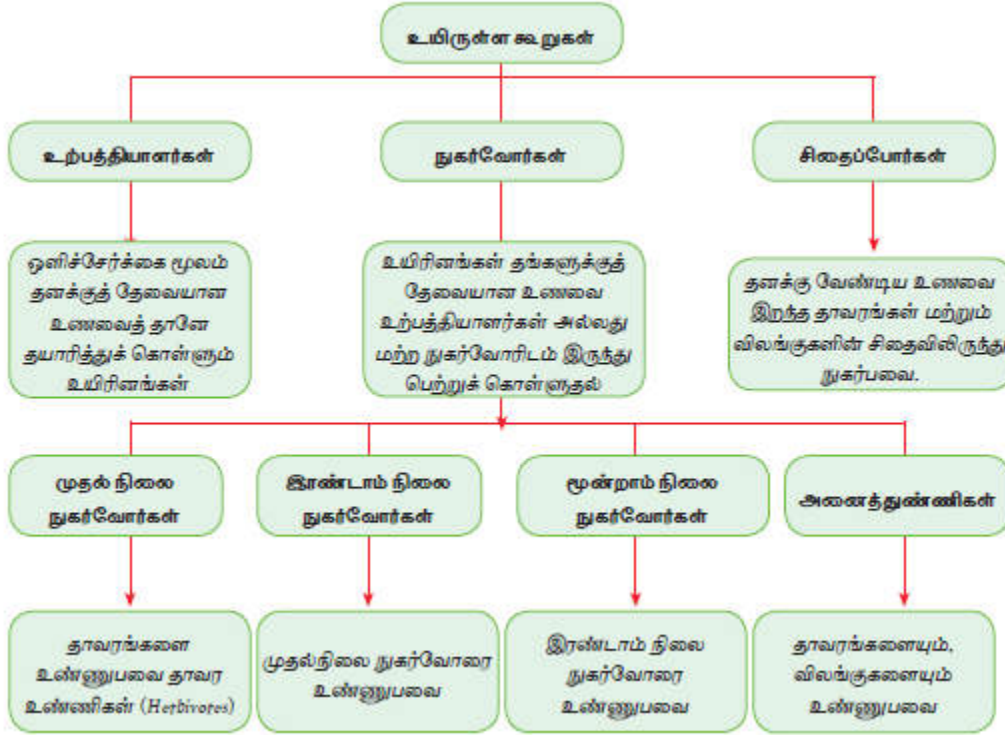 உயிருள்ள கூறுகள்
உற்பத்தியாளர்கள்
நுகர்வோர்கள்
சிதைப்போர்கள்
ஒளிச்சேர்க்கை மூலம்
தனக்குத் தேவையான
உணவைத் தானே
தயாரித்துக் கொள்ளும்
உயிரினங்கள்
உயிரினங்கள் தங்களுக்குத்
தேவையான உணவை
உற்பத்தியாளர்கள் அல்லது
மற்ற நுகர்வோரிடம் இருந்து
பெற்றுக் கொள்ளுதல்
தனக்கு வேண்டிய உணவை
இறந்த தாவரங்கள் மற்றும்
விலங்குகளின் சிதைவிலிருந்து
நுகர்பவை.
முதல் நிலை
நுகர்வோர்கள்
இரண்டாம் நிலை
நுகர்வோர்கள்
மூன்றாம் நிலை
நுகர்வோர்கள்
அனைத்துண்ணிகள்
தாவரங்களை
உண்ணுபவை தாவர
உண்ணிகள் (Herbivores)
முதல்நிலை நுகர்வோரை
உண்ணுபவை
இரண்டாம் நிலை
நுகர்வோரை
உண்ணுபவை
தாவரங்களையும்,
விலங்குகளையும்
உண்ணுபவை